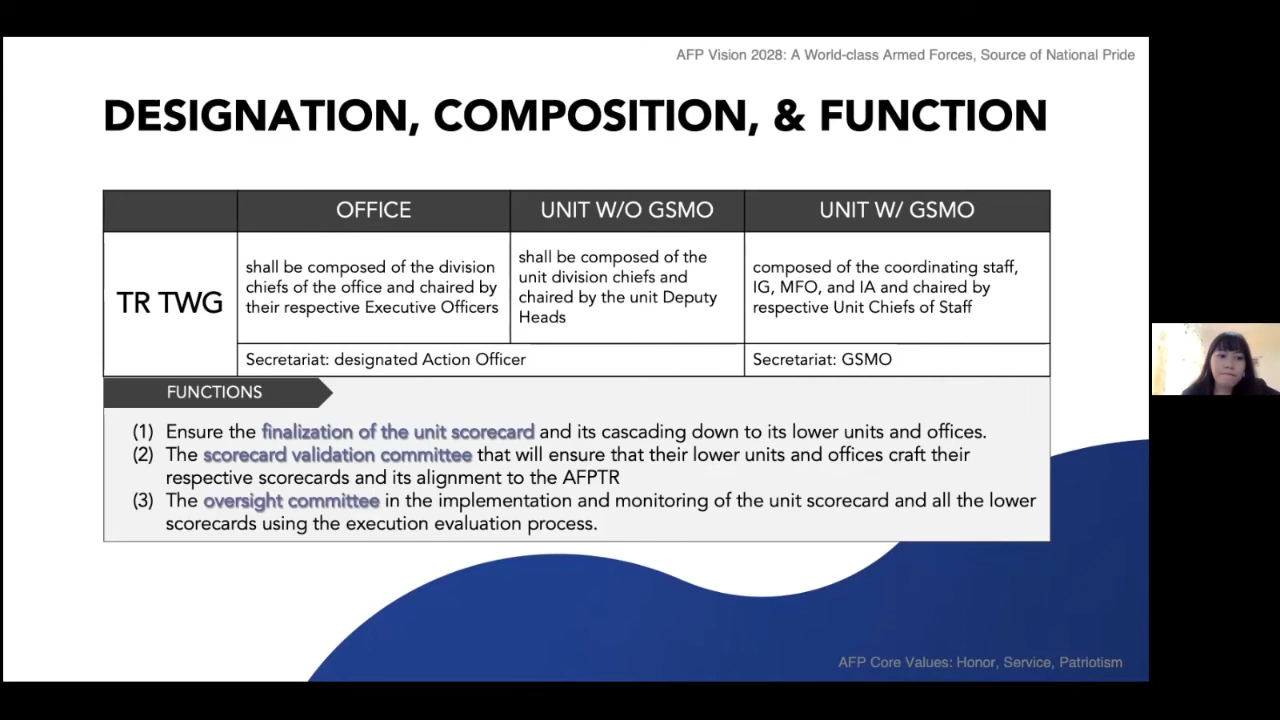 AFP Vision 2028: A World-class Armed Forces, Source of National Pride
DESIGNATION, COMPOSITION, & FUNCTION
OFFICE
UNIT W/O GSMO
UNIT W/ GSMO
TR TWG
shall be composed of the division
chiefs of the office and chaired by
their respective Executive Officers
shall be composed of the
unit division chiefs and
chaired by the unit Deputy
Heads
composed of the coordinating staff,
IG, MFO, and IA and chaired by
respective Unit Chiefs of Staff
Secretariat: designated Action Officer
Secretariat: GSMO
FUNCTIONS
(1) Ensure the finalization of the unit scorecard and its cascading down to its lower units and offices.
(2) The scorecard validation committee that will ensure that their lower units and offices craft their
respective scorecards and its alignment to the AFPTR
(3) The oversight committee in the implementation and monitoring of the unit scorecard and all the lower
scorecards using the execution evaluation process.
AFP Core Values: Honor, Service, Patriotism